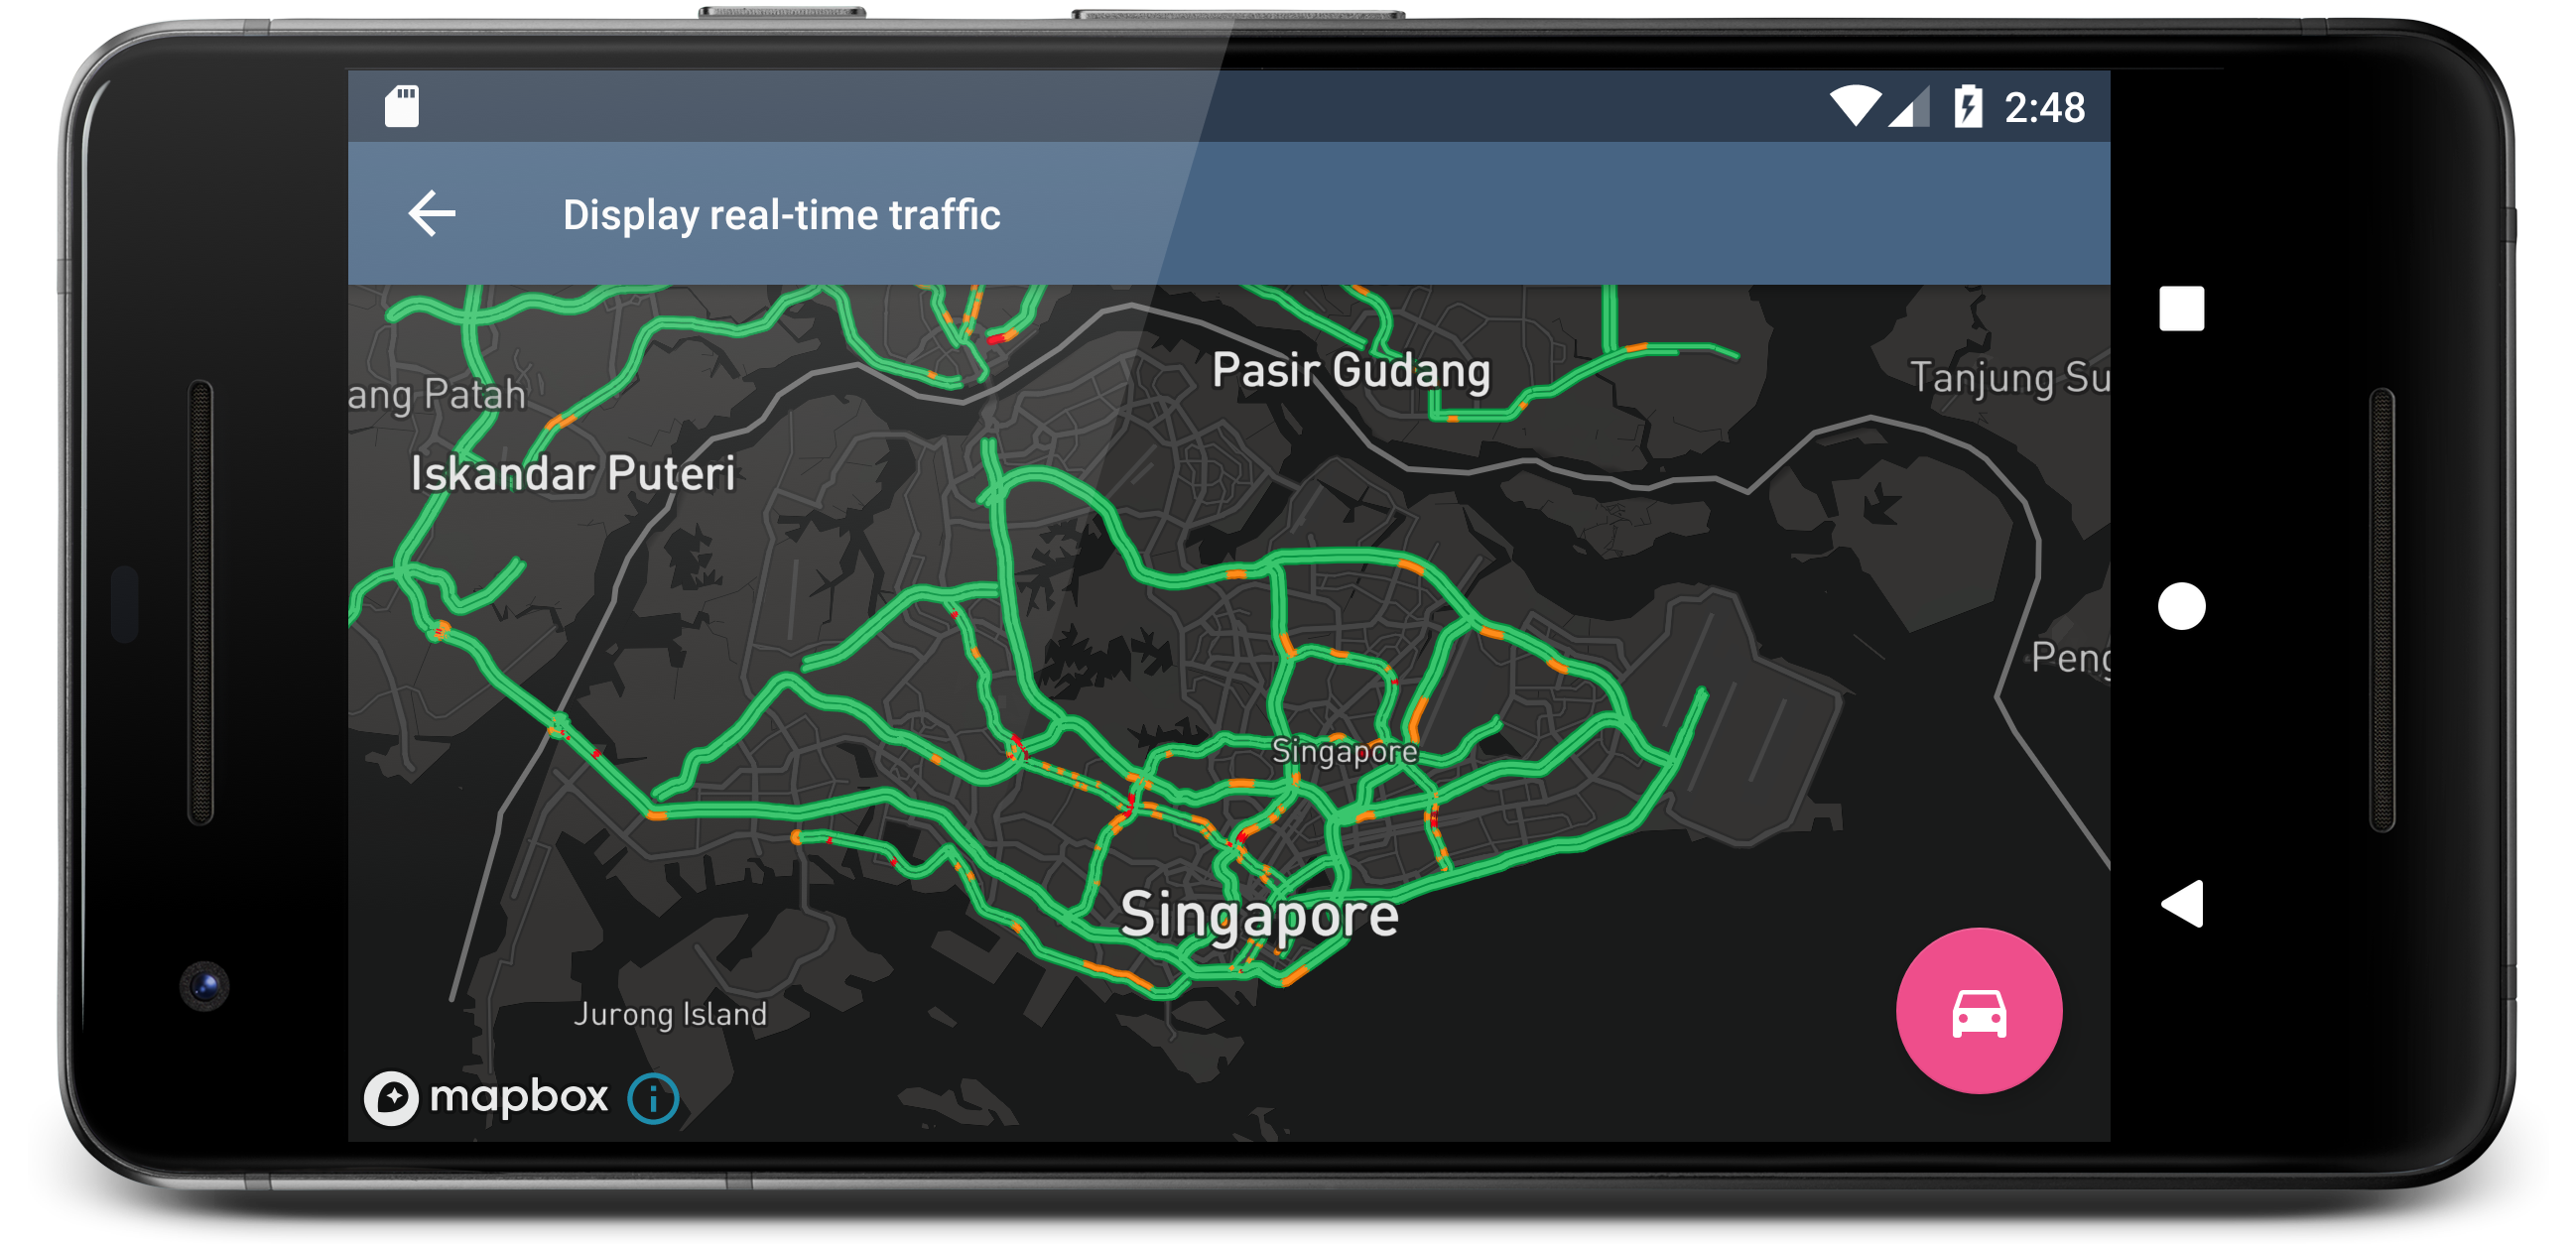 2:48
Display real-time traffic
Pasir Gudang
Tanjung Su
ang Patah
Iskandar Puteri
Peng
Singapore
Singapore
Jurong Island
mapbox